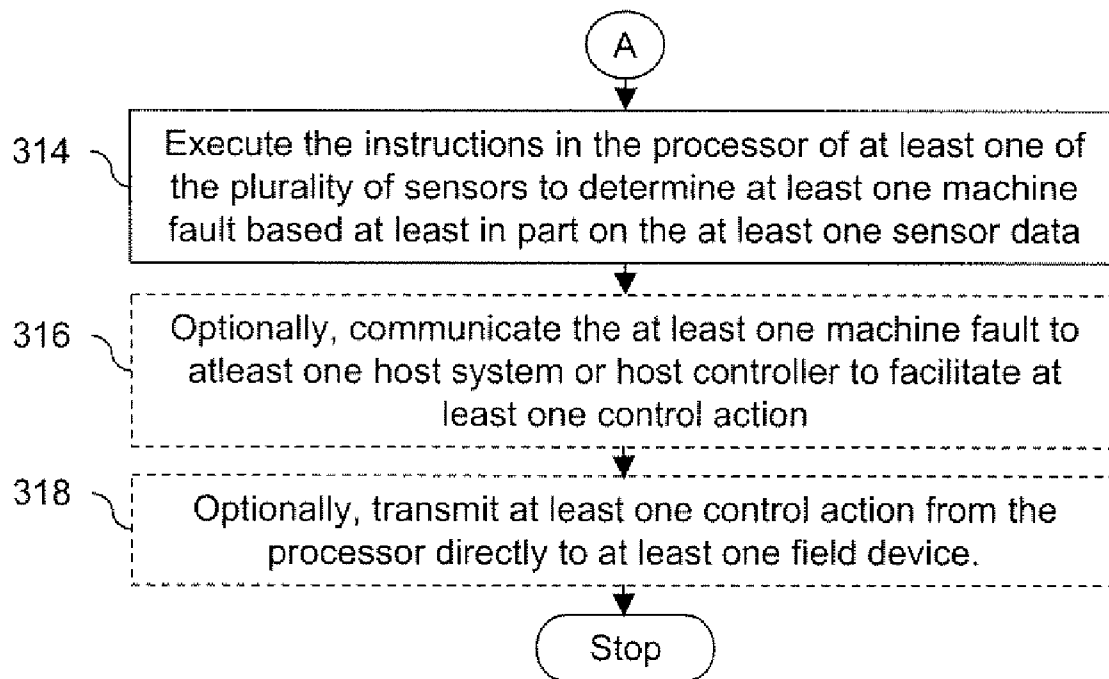 A
314
Execute the instructions in the processor of at least one of
the plurality of sensors to determine at least one machine
fault based at least in part on the at least one sensor data
316
Optionally, communicate the at least one machine fault to
atleast one host system or host controller to facilitate at
least one control action
318
Optionally, transmit at least one control action from the
processor directly to at least one field device.
Stop